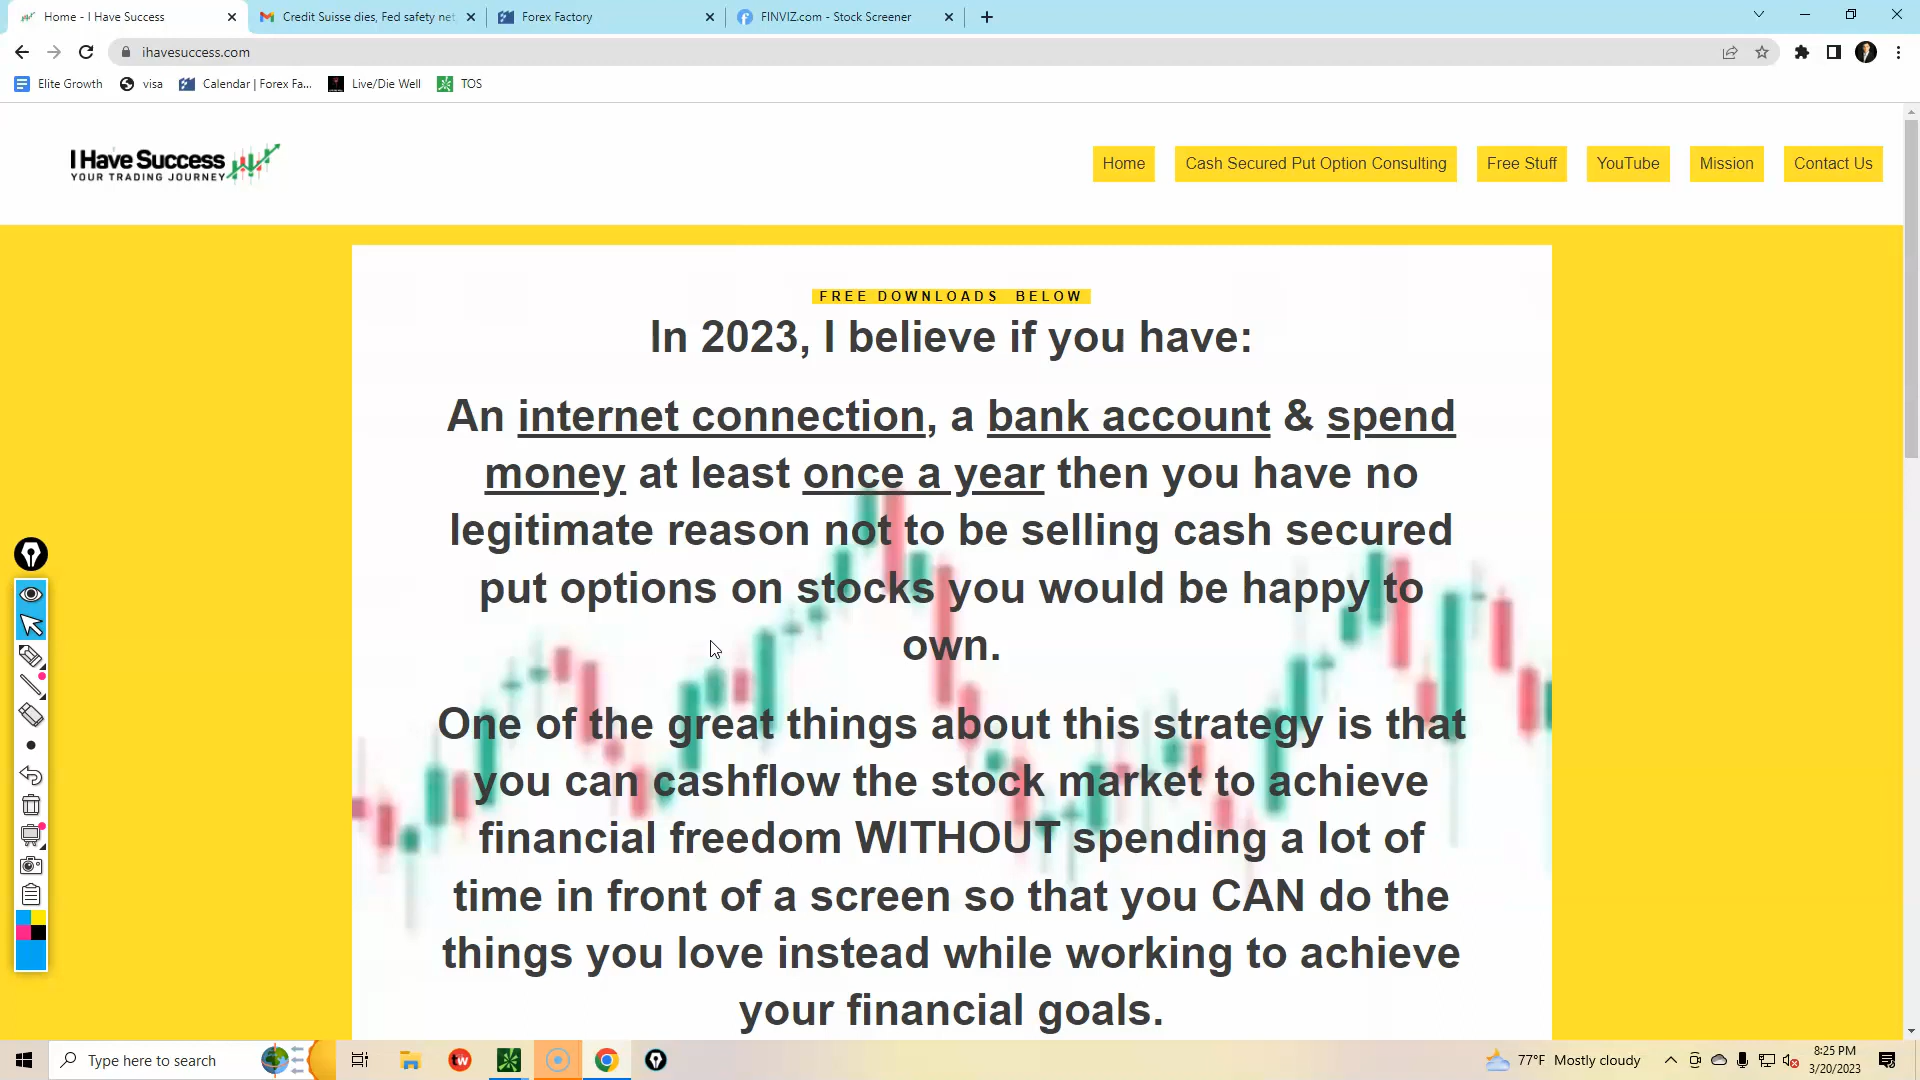 Home - I Have Success
Credit Suisse dies, Fed safety net,
Forex Factory
FINVIZ.com - Stock Screener
ihavesuccess.com
Elite Growth
visa
Calendar | Forex Fa...
Live/Die Well
TOS
I Have Success
YOUR TRADING JOURNEY
Home
Cash Secured Put Option Consulting
Free Stuff
YouTube
Mission
Contact Us
FREE DOWNLOADS BELOW
In 2023, I believe if you have:
An internet connection, a bank account & spend
money at least once a year then you have no
legitimate reason not to be selling cash secured
put options on stocks you would be happy to
own.
One of the great things about this strategy is that
you can cashflow the stock market to achieve
financial freedom WITHOUT spending a lot of
time in front of a screen so that you CAN do the
things you love instead while working to achieve
your financial goals.
Type here to search
tw
77°F Mostly cloudy
8:25 PM
3/20/2023